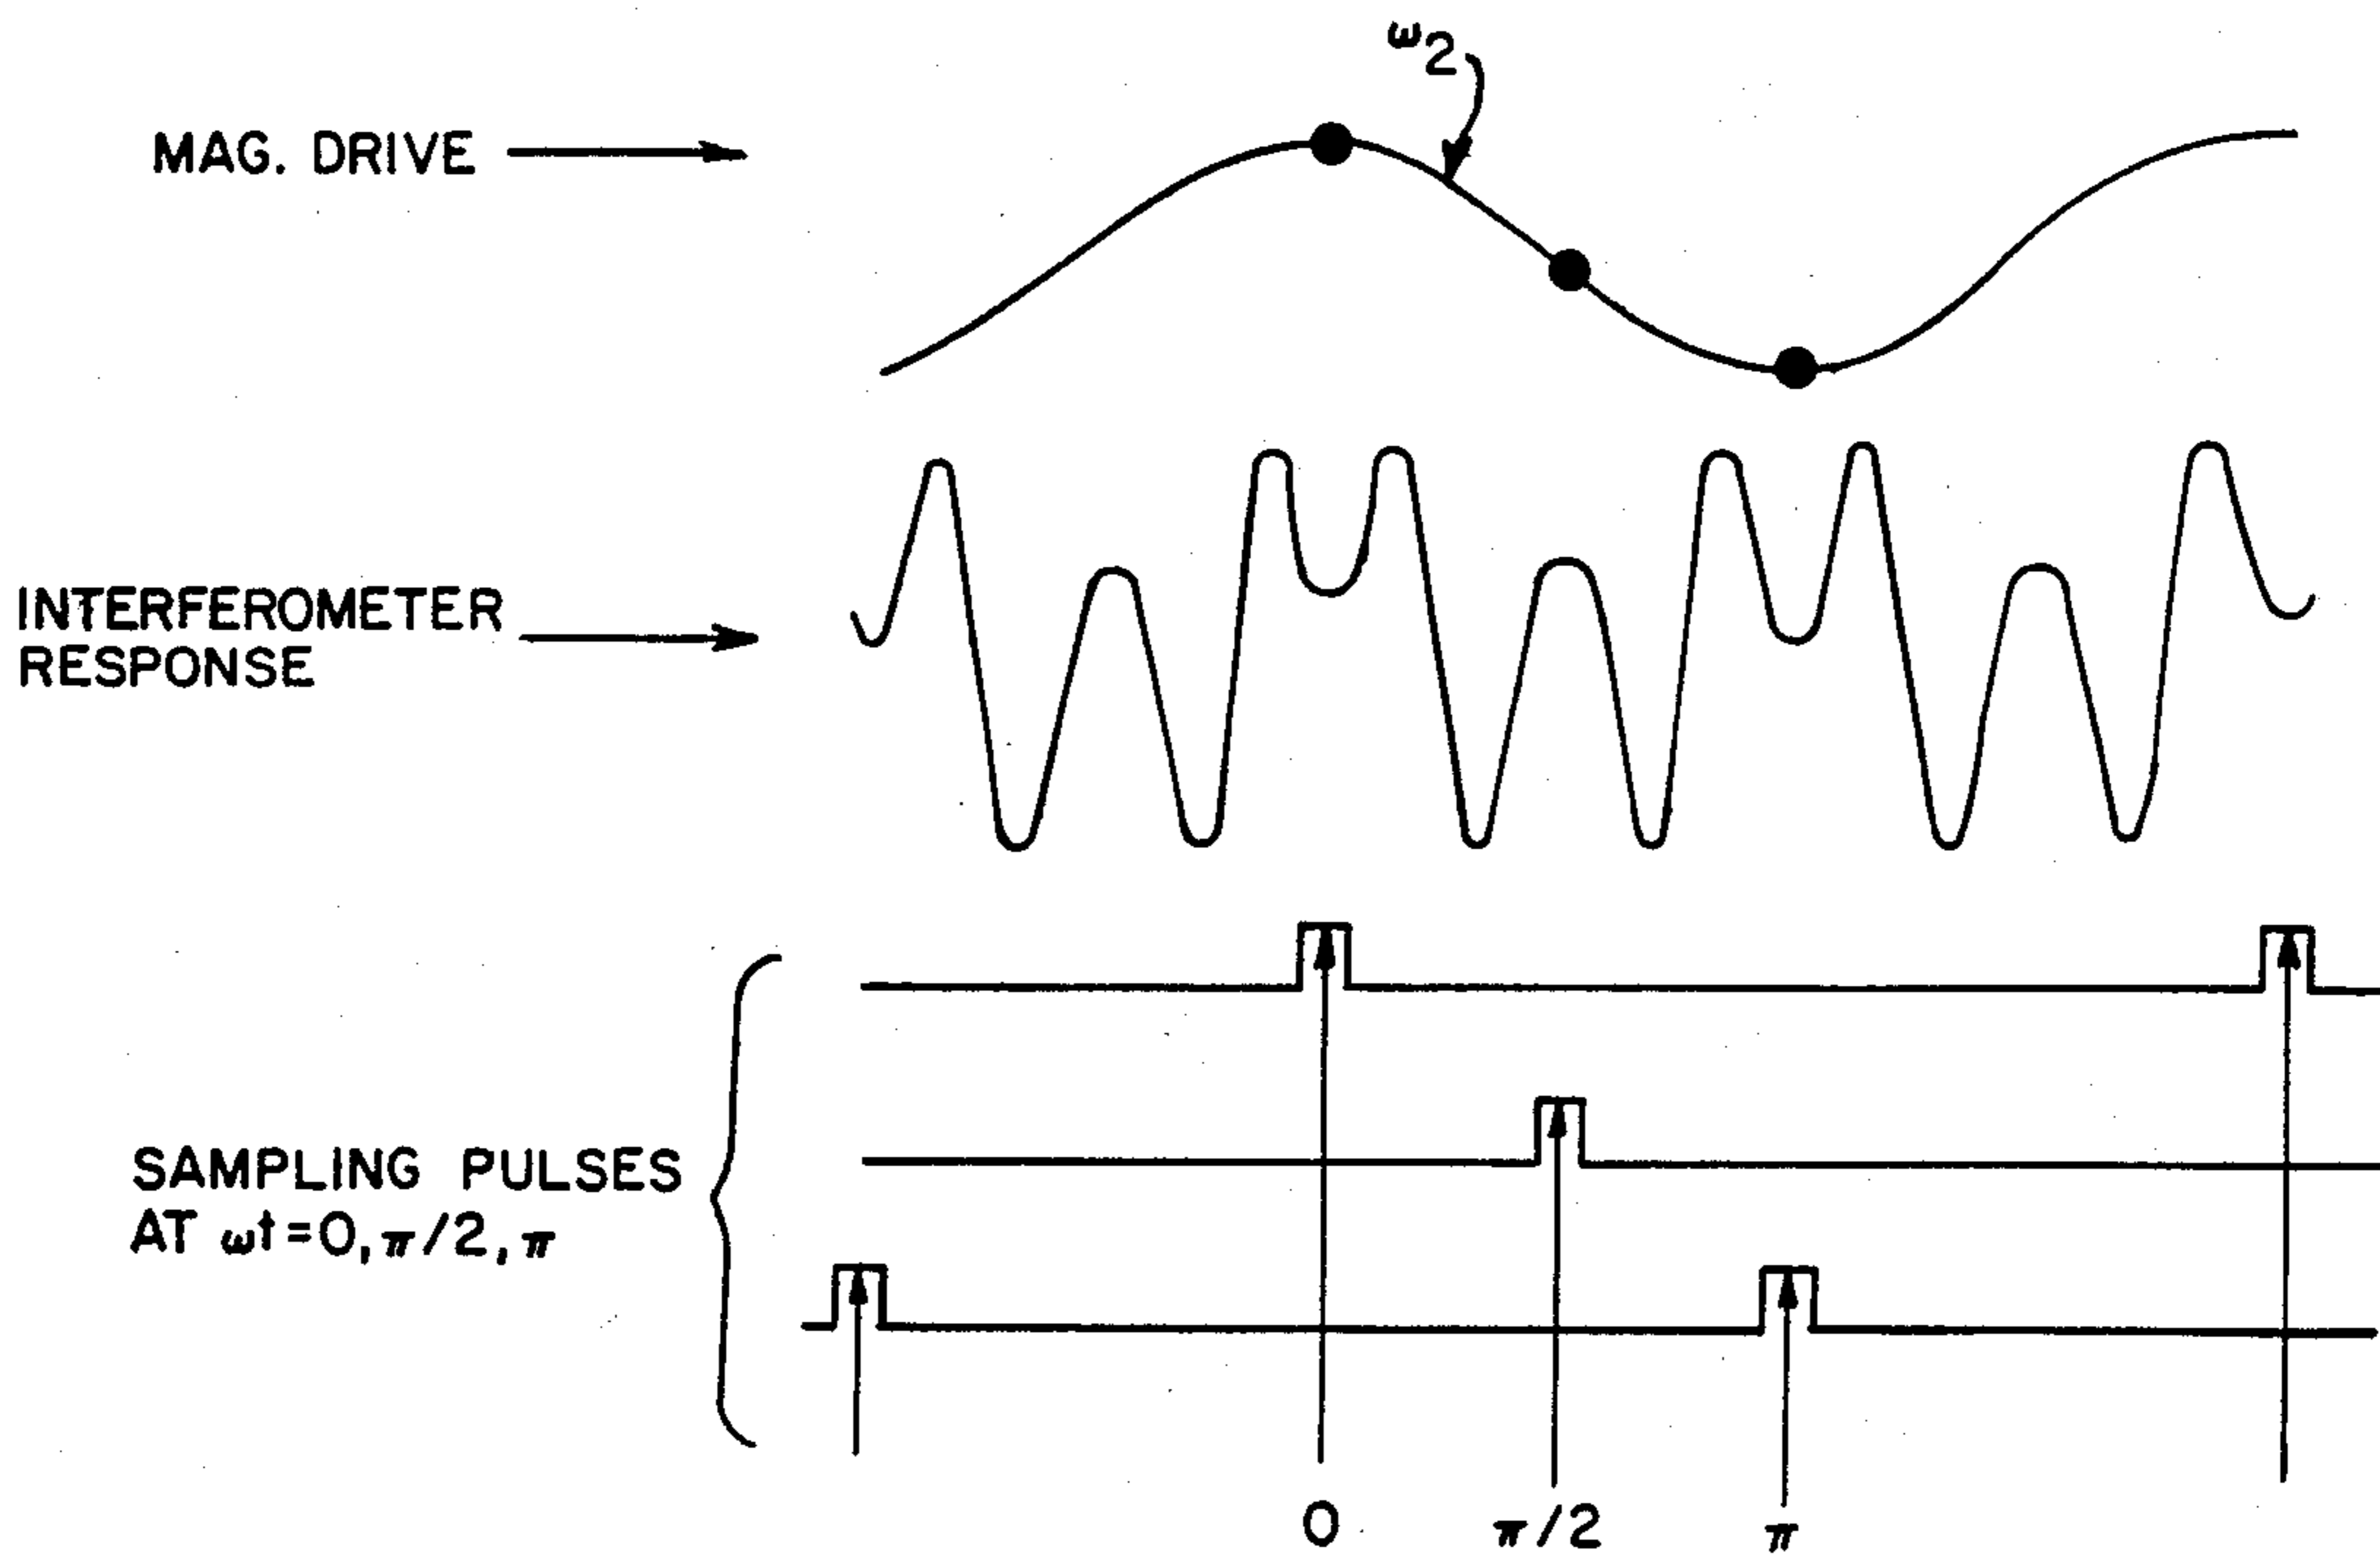 ω2
MAG. DRIVE
INTERFEROMETER
RESPONSE
SAMPLING PULSES
AT ωt=0,π/2,π
0
π/2
π